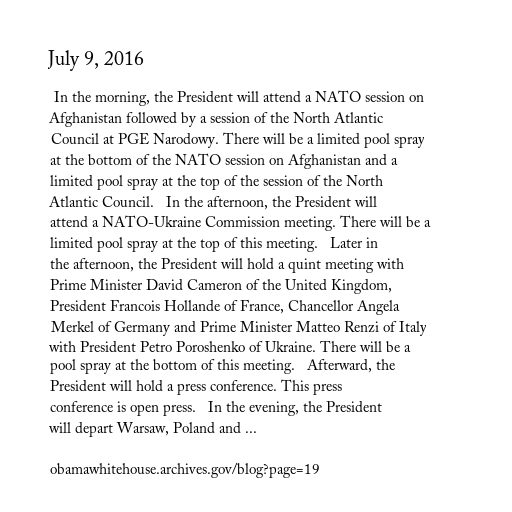 July 9, 2016
In the morning, the President will attend a NATO session on
Afghanistan followed by a session of the North Atlantic
Council at PGE Narodowy. There will be a limited pool spray
at the bottom of the NATO session on Afghanistan and a
limited pool spray at the top of the session of the North
Atlantic Council.   In the afternoon, the President will
attend a NATO-Ukraine Commission meeting. There will be a
limited pool spray at the top of this meeting.   Later in
the afternoon, the President will hold a quint meeting with
Prime Minister David Cameron of the United Kingdom,
President Francois Hollande of France, Chancellor Angela
Merkel of Germany and Prime Minister Matteo Renzi of Italy
with President Petro Poroshenko of Ukraine. There will be a
pool spray at the bottom of this meeting.   Afterward, the
President will hold a press conference. This press
conference is open press.   In the evening, the President
will depart Warsaw, Poland and ...
obamawhitehouse.archives.gov/blog?page=19